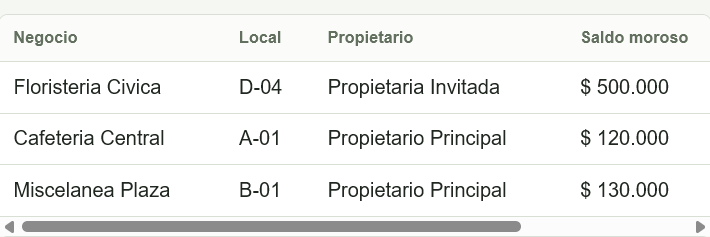 Negocio Local Propietario Saldo moroso
Floristeria Civica D-04 Propietaria Invitada $ 500.000
Cafeteria Central A-01 Propietario Principal $ 120.000
Miscelanea Plaza B-01 Propietario Principal $ 130.000